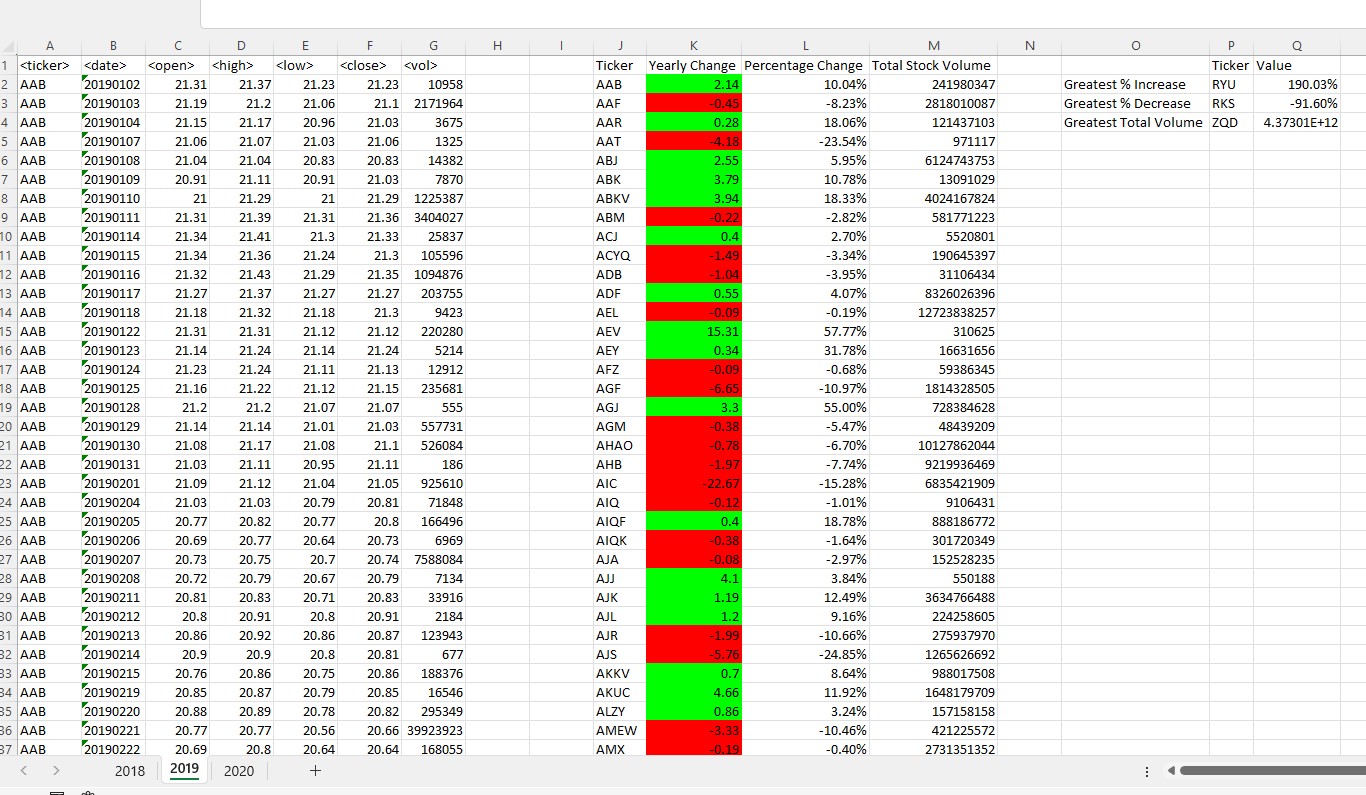 A B C D E F G H I J K L M N O P Q
1 <ticker> <date> <open> <high> <low> <close> <vol> Ticker Yearly Change Percentage Change Total Stock Volume Ticker Value
2 AAB 20190102 21.31 21.37 21.23 21.23 10958 AAB 2.14 10.04% 241980347 Greatest % Increase RYU 190.03%
3 AAB 20190103 21.19 21.2 21.06 21.1 2171964 AAF -0.45 -8.23% 2818010087 Greatest % Decrease RKS -91.60%
4 AAB 20190104 21.15 21.17 20.96 21.03 3675 AAR 0.28 18.06% 121437103 Greatest Total Volume ZQD 4.37301E+12
5 AAB 20190107 21.06 21.07 21.03 21.06 1325 AAT -4.18 -23.54% 971117
6 AAB 20190108 21.04 21.04 20.83 20.83 14382 ABJ 2.55 5.95% 6124743753
7 AAB 20190109 20.91 21.11 20.91 21.03 7870 ABK 3.79 10.78% 13091029
8 AAB 20190110 21 21.29 21 21.29 1225387 ABKV 3.94 18.33% 4024167824
9 AAB 20190111 21.31 21.39 21.31 21.36 3404027 ABM -0.22 -2.82% 581771223
10 AAB 20190114 21.34 21.41 21.3 21.33 25837 ACJ 0.4 2.70% 5520801
11 AAB 20190115 21.34 21.36 21.24 21.3 105596 ACYQ -1.49 -3.34% 190645397
12 AAB 20190116 21.32 21.43 21.29 21.35 1094876 ADB -1.04 -3.95% 31106434
13 AAB 20190117 21.27 21.37 21.27 21.27 203755 ADF 0.55 4.07% 8326026396
14 AAB 20190118 21.18 21.32 21.18 21.3 9423 AEL -0.09 -0.19% 12723838257
15 AAB 20190122 21.31 21.31 21.12 21.12 220280 AEV 15.31 57.77% 310625
16 AAB 20190123 21.14 21.24 21.14 21.24 5214 AEY 0.34 31.78% 16631656
17 AAB 20190124 21.23 21.24 21.11 21.13 12912 AFZ -0.09 -0.68% 59386345
18 AAB 20190125 21.16 21.22 21.12 21.15 235681 AGF -6.65 -10.97% 1814328505
19 AAB 20190128 21.2 21.2 21.07 21.07 555 AGJ 3.3 55.00% 728384628
20 AAB 20190129 21.14 21.14 21.01 21.03 557731 AGM -0.38 -5.47% 48439209
21 AAB 20190130 21.08 21.17 21.08 21.1 526084 AHAO -0.78 -6.70% 10127862044
22 AAB 20190131 21.03 21.11 20.95 21.11 186 AHB -1.97 -7.74% 9219936469
23 AAB 20190201 21.09 21.12 21.04 21.05 925610 AIC -22.67 -15.28% 6835421909
24 AAB 20190204 21.03 21.03 20.79 20.81 71848 AIQ -0.12 -1.01% 9106431
25 AAB 20190205 20.77 20.82 20.77 20.8 166496 AIQF 0.4 18.78% 888186772
26 AAB 20190206 20.69 20.77 20.64 20.73 6969 AIQK -0.38 -1.64% 301720349
27 AAB 20190207 20.73 20.75 20.7 20.74 7588084 AJA -0.08 -2.97% 152528235
28 AAB 20190208 20.72 20.79 20.67 20.79 7134 AJJ 4.1 3.84% 550188
29 AAB 20190211 20.81 20.83 20.71 20.83 33916 AJK 1.19 12.49% 3634766488
30 AAB 20190212 20.8 20.91 20.8 20.91 2184 AJL 1.2 9.16% 224258605
31 AAB 20190213 20.86 20.92 20.86 20.87 123943 AJR -1.99 -10.66% 275937970
32 AAB 20190214 20.9 20.9 20.8 20.81 677 AJS -5.76 -24.85% 1265626692
33 AAB 20190215 20.76 20.86 20.75 20.86 188376 AKKV 0.7 8.64% 988017508
34 AAB 20190219 20.85 20.87 20.79 20.85 16546 AKUC 4.66 11.92% 1648179709
35 AAB 20190220 20.88 20.89 20.78 20.82 295349 ALZY 0.86 3.24% 157158158
36 AAB 20190221 20.77 20.77 20.56 20.66 39923923 AMEW -3.33 -10.46% 421225572
37 AAB 20190222 20.69 20.8 20.64 20.64 168055 AMX -0.19 -0.40% 2731351352
2018 2019 2020